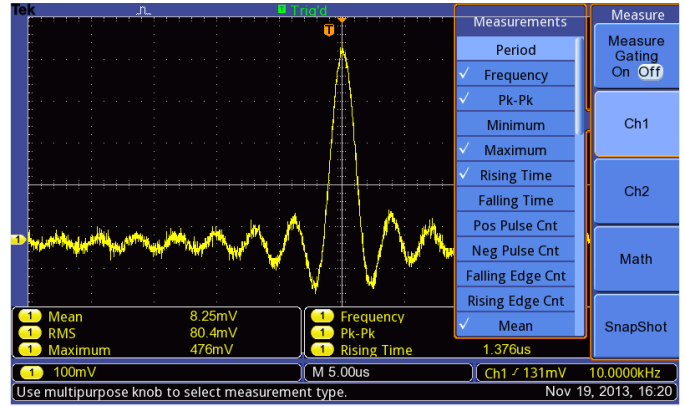 Tek
T Trig'd
Measurements
Measure
T
Period
Frequency
Pk-Pk
Minimum
Maximum
Rising Time
Falling Time
Pos Pulse Cnt
Neg Pulse Cnt
Falling Edge Cnt
Rising Edge Cnt
Mean
Measure
Gating
On Off
Ch1
Ch2
Math
SnapShot
1
1 Mean 8.25mV
1 RMS 80.4mV
1 Maximum 476mV
1 Frequency
1 Pk-Pk
1 Rising Time 1.376us
1 100mV
M 5.00us
Ch1 131mV 10.0000kHz
Use multipurpose knob to select measurement type.
Nov 19, 2013, 16:20